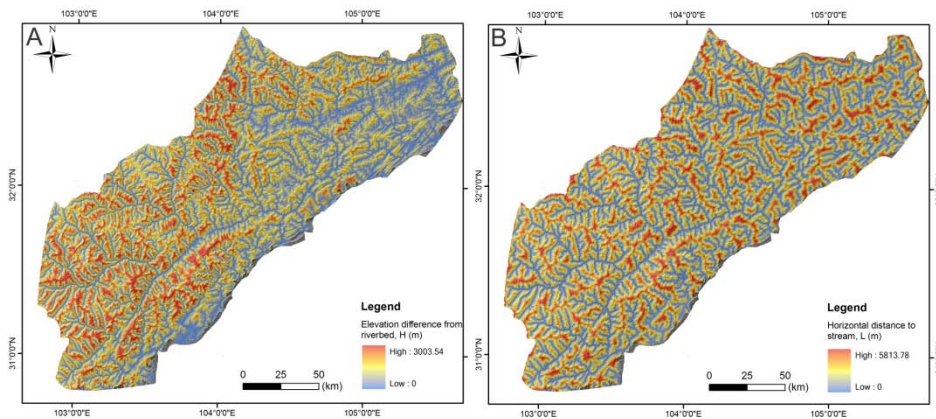 103°0'0"E 104°0'0"E 105°0'0"E
A
N
32°0'0"N
31°0'0"N
Legend
Elevation difference from
riverbed, H (m)
High : 3003.54
Low : 0
0 25 50
(km)
103°0'0"E 104°0'0"E 105°0'0"E
103°0'0"E 104°0'0"E 105°0'0"E
B
N
32°0'0"N
31°0'0"N
Legend
Horizontal distance to
stream, L (m)
High : 5813.78
Low : 0
0 25 50
(km)
103°0'0"E 104°0'0"E 105°0'0"E